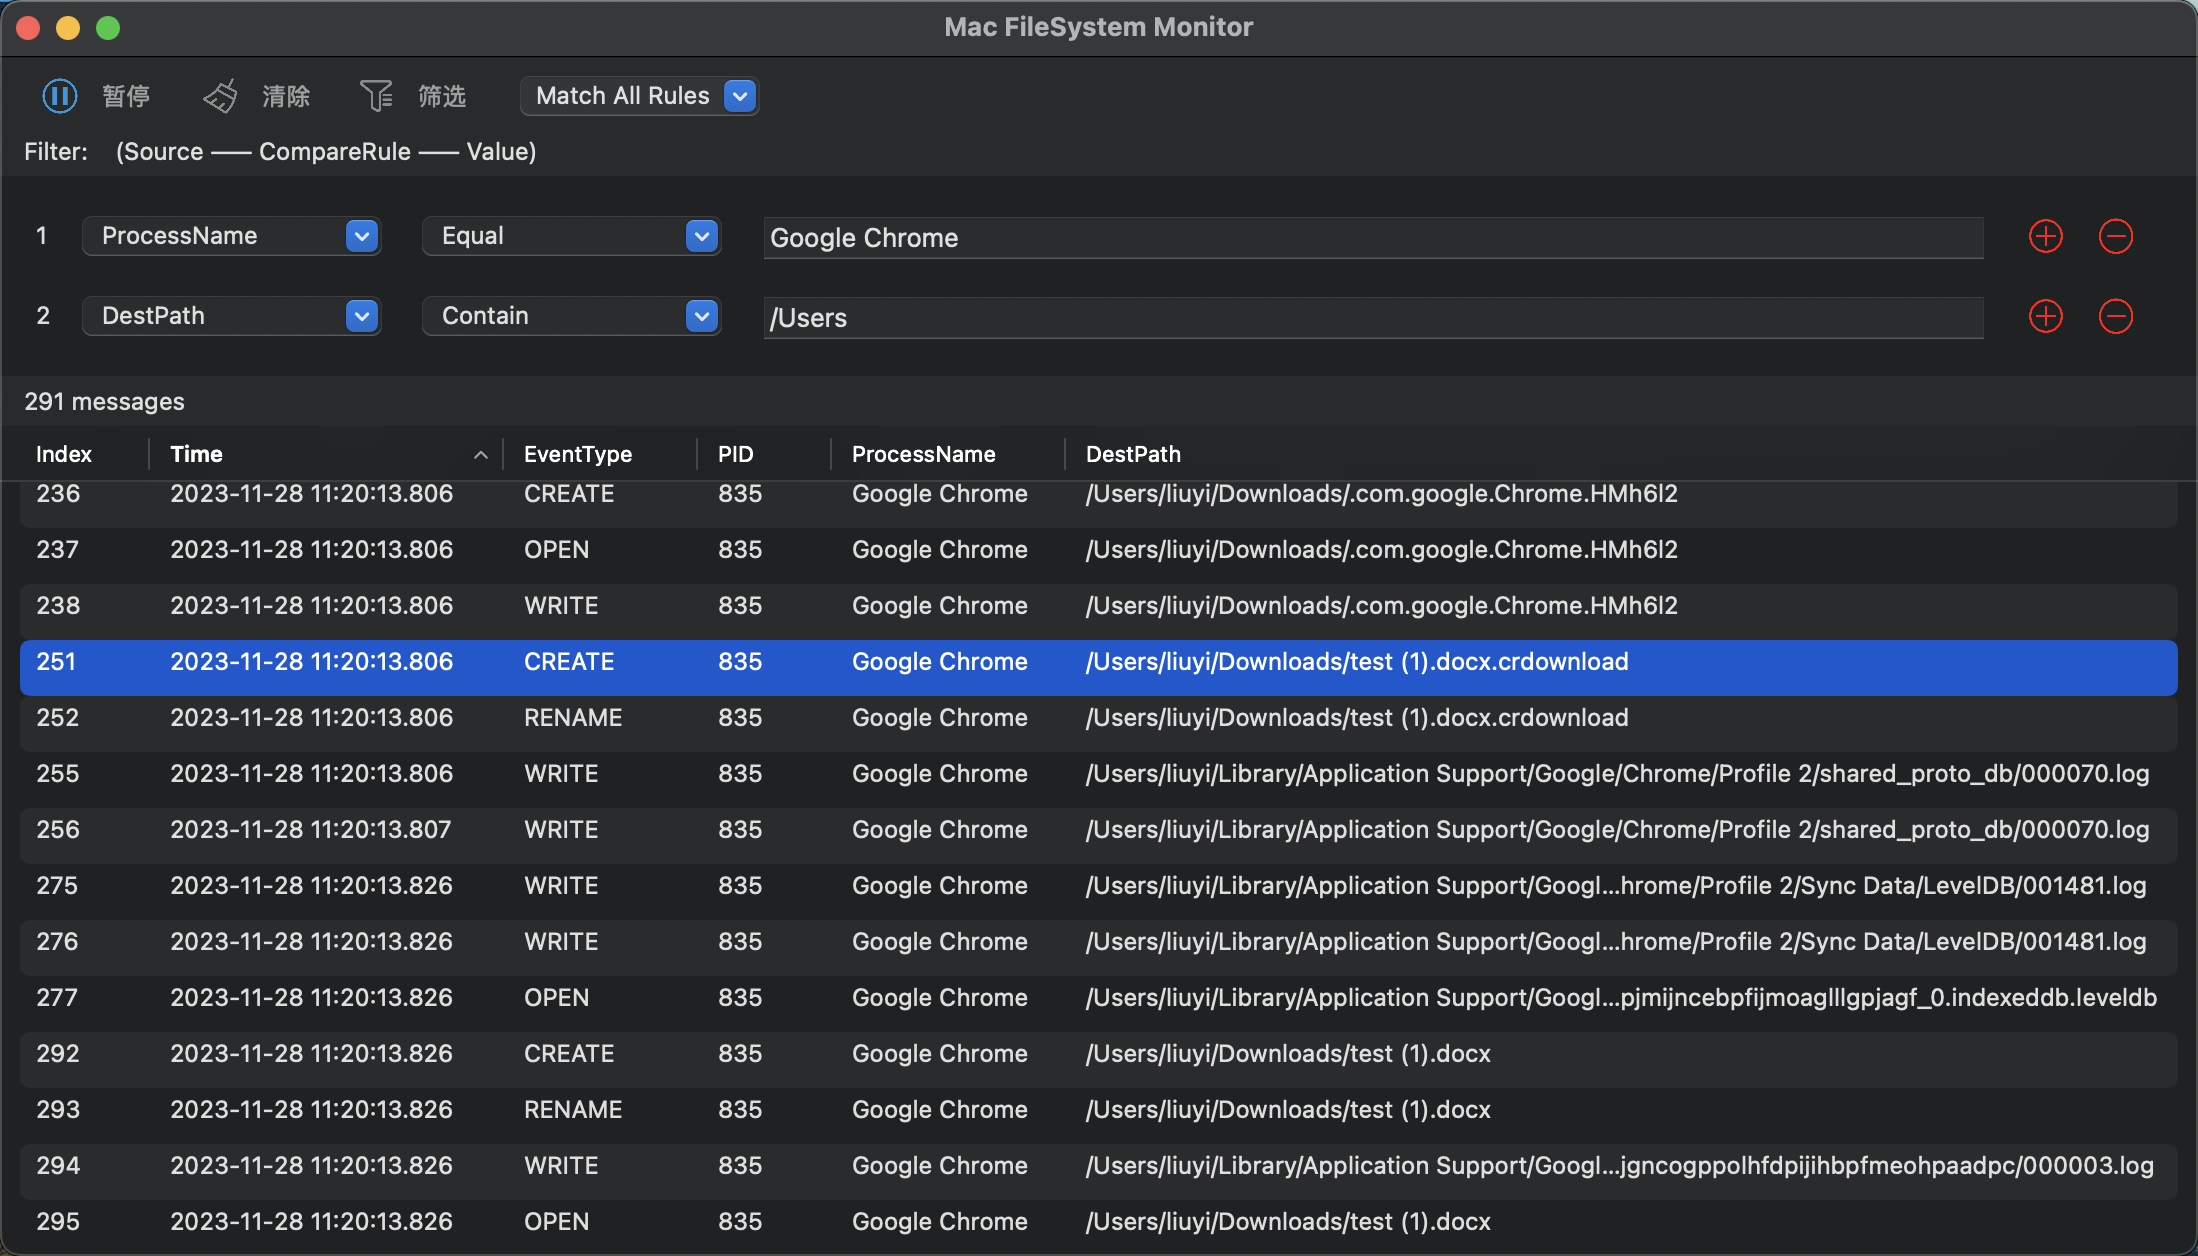 Mac FileSystem Monitor
暂停 清除 筛选 Match All Rules
Filter: (Source —— CompareRule —— Value)
1 ProcessName Equal Google Chrome
2 DestPath Contain /Users
291 messages
Index Time EventType PID ProcessName DestPath
236 2023-11-28 11:20:13.806 CREATE 835 Google Chrome /Users/liuyi/Downloads/.com.google.Chrome.HMh6l2
237 2023-11-28 11:20:13.806 OPEN 835 Google Chrome /Users/liuyi/Downloads/.com.google.Chrome.HMh6l2
238 2023-11-28 11:20:13.806 WRITE 835 Google Chrome /Users/liuyi/Downloads/.com.google.Chrome.HMh6l2
251 2023-11-28 11:20:13.806 CREATE 835 Google Chrome /Users/liuyi/Downloads/test (1).docx.crdownload
252 2023-11-28 11:20:13.806 RENAME 835 Google Chrome /Users/liuyi/Downloads/test (1).docx.crdownload
255 2023-11-28 11:20:13.806 WRITE 835 Google Chrome /Users/liuyi/Library/Application Support/Google/Chrome/Profile 2/shared_proto_db/000070.log
256 2023-11-28 11:20:13.807 WRITE 835 Google Chrome /Users/liuyi/Library/Application Support/Google/Chrome/Profile 2/shared_proto_db/000070.log
275 2023-11-28 11:20:13.826 WRITE 835 Google Chrome /Users/liuyi/Library/Application Support/Googl...hrome/Profile 2/Sync Data/LevelDB/001481.log
276 2023-11-28 11:20:13.826 WRITE 835 Google Chrome /Users/liuyi/Library/Application Support/Googl...hrome/Profile 2/Sync Data/LevelDB/001481.log
277 2023-11-28 11:20:13.826 OPEN 835 Google Chrome /Users/liuyi/Library/Application Support/Googl...pjmijncebpfijmoaglllgpjagf_0.indexeddb.leveldb
292 2023-11-28 11:20:13.826 CREATE 835 Google Chrome /Users/liuyi/Downloads/test (1).docx
293 2023-11-28 11:20:13.826 RENAME 835 Google Chrome /Users/liuyi/Downloads/test (1).docx
294 2023-11-28 11:20:13.826 WRITE 835 Google Chrome /Users/liuyi/Library/Application Support/Googl...jgncogppolhfdpijihbpfmeohpaadpc/000003.log
295 2023-11-28 11:20:13.826 OPEN 835 Google Chrome /Users/liuyi/Downloads/test (1).docx